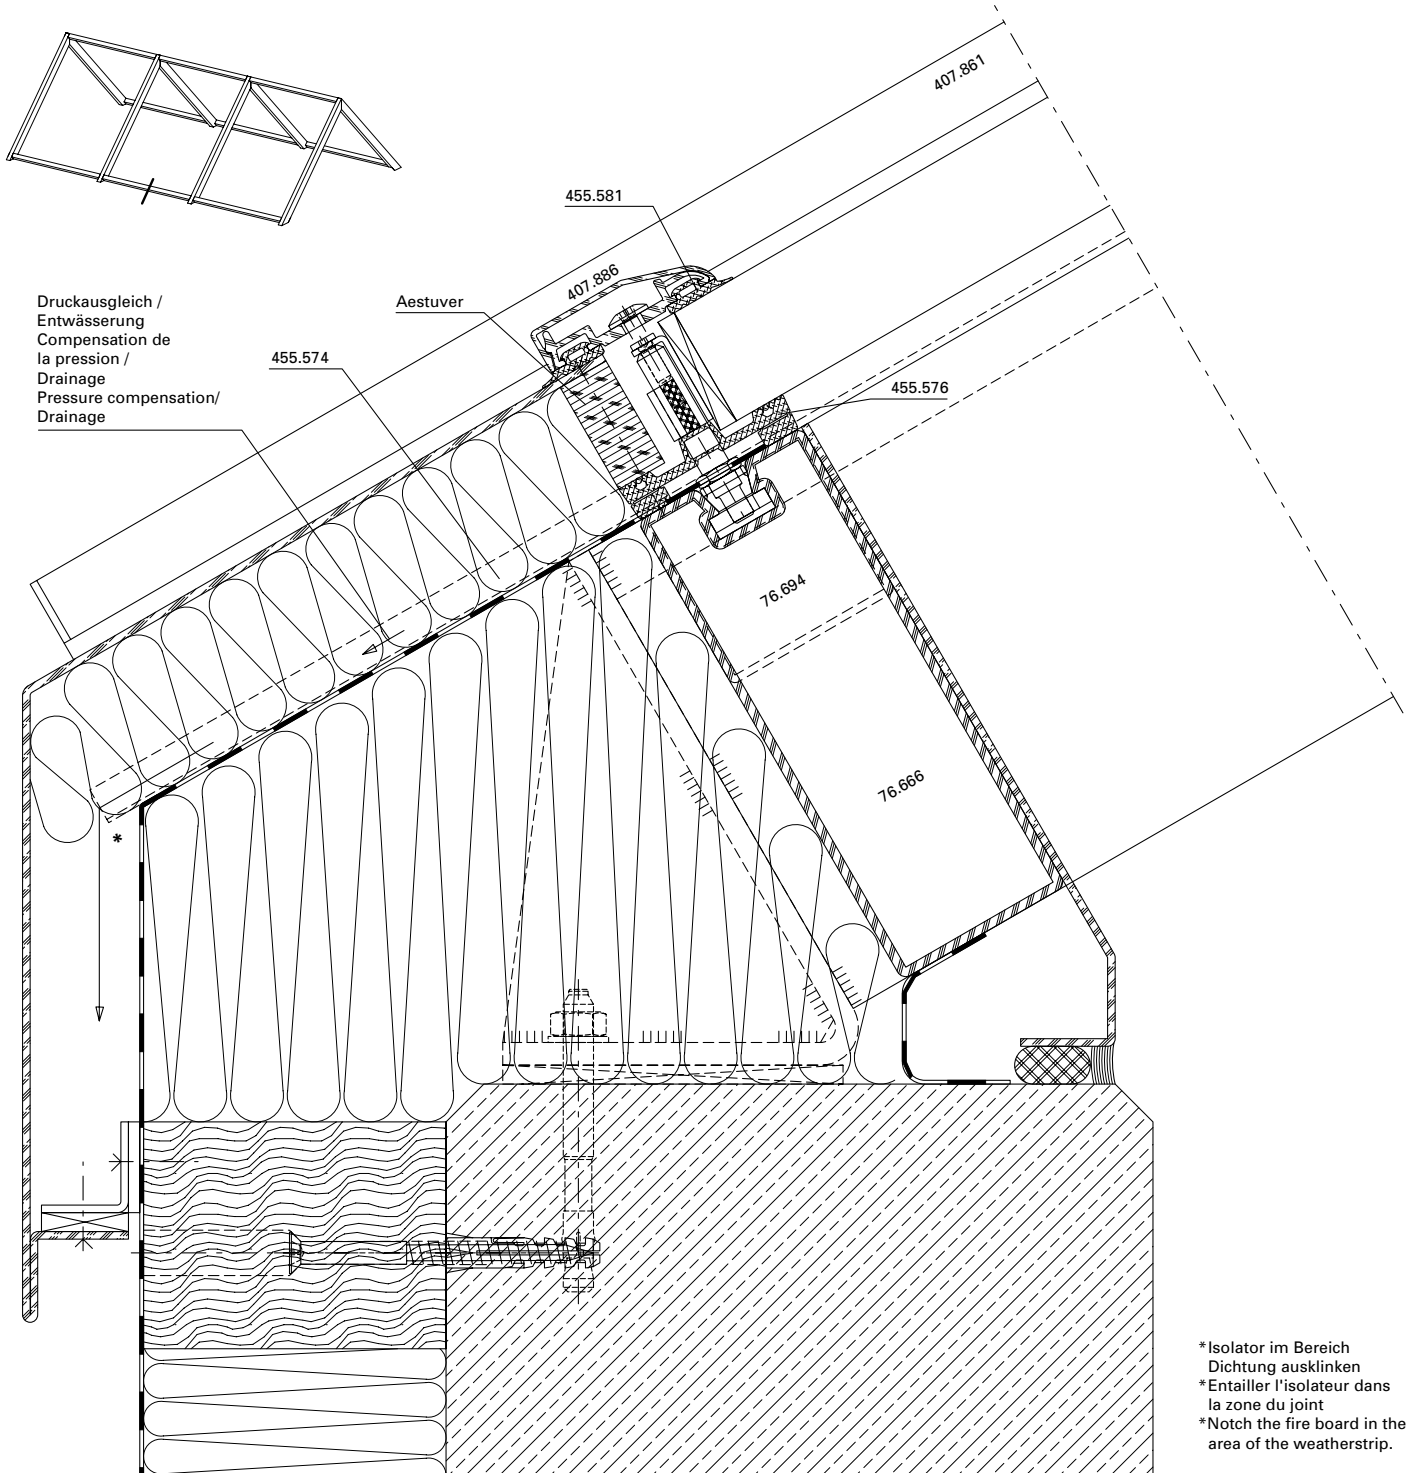 407.861
455.581
407.886
Aestuver
Druckausgleich /
Entwässerung
Compensation de
la pression /
Drainage
Pressure compensation/
Drainage
455.574
455.576
76.694
76.666
*
*Isolator im Bereich
Dichtung ausklinken
*Entailler l'isolateur dans
la zone du joint
*Notch the fire board in the
area of the weatherstrip.